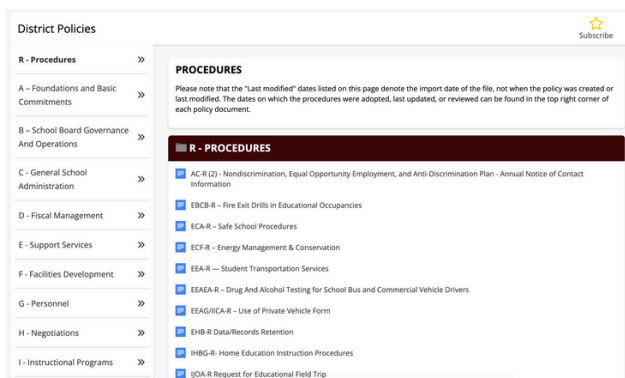 District Policies
Subscribe
R - Procedures
A – Foundations and Basic
Commitments
B – School Board Governance
And Operations
C - General School
Administration
D - Fiscal Management
E - Support Services
F - Facilities Development
G - Personnel
H - Negotiations
I - Instructional Programs
PROCEDURES
Please note that the "Last modified" dates listed on this page denote the import date of the file, not when the policy was created or
last modified. The dates on which the procedures were adopted, last updated, or reviewed can be found in the top right corner of
each policy document.
R - PROCEDURES
AC-R (2) - Nondiscrimination, Equal Opportunity Employment, and Anti-Discrimination Plan - Annual Notice of Contact
Information
EBCB-R – Fire Exit Drills in Educational Occupancies
ECA-R – Safe School Procedures
ECF-R – Energy Management & Conservation
EEA-R — Student Transportation Services
EEAEA-R – Drug And Alcohol Testing for School Bus and Commercial Vehicle Drivers
EEAG/IICA-R – Use of Private Vehicle Form
EHB-R Data/Records Retention
IHBG-R- Home Education Instruction Procedures
IJOA-R Request for Educational Field Trip